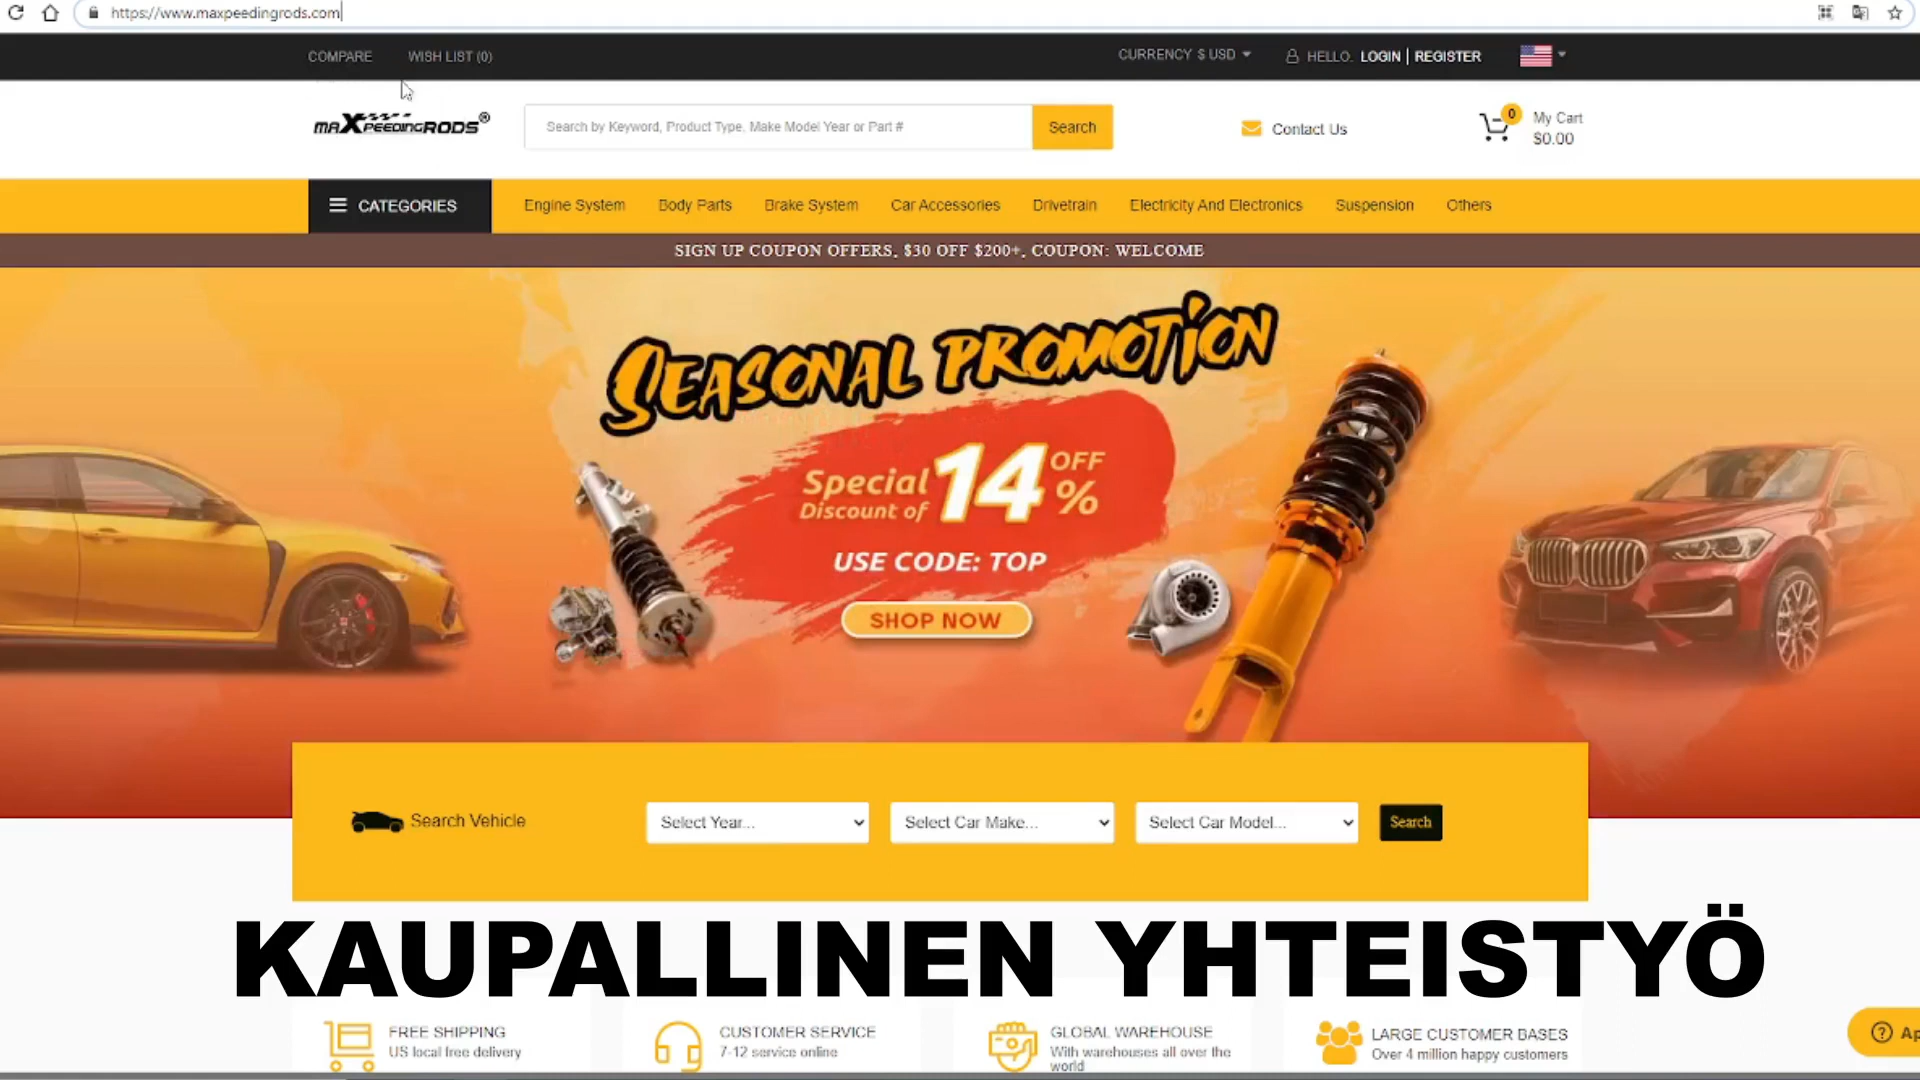 https://www.maxpeedingrods.com
COMPARE WISH LIST (0) CURRENCY $ USD HELLO. LOGIN | REGISTER
maXPEEDINGRODS®
Search by Keyword, Product Type, Make Model Year or Part # Search
Contact Us
0 My Cart
$0.00
CATEGORIES Engine System Body Parts Brake System Car Accessories Drivetrain Electricity And Electronics Suspension Others
SIGN UP COUPON OFFERS, $30 OFF $200+, COUPON: WELCOME
SEASONAL PROMOTION
Special Discount of 14% OFF
USE CODE: TOP
SHOP NOW
Search Vehicle Select Year... Select Car Make... Select Car Model... Search
KAUPALLINEN YHTEISTYÖ
FREE SHIPPING
US local free delivery
CUSTOMER SERVICE
7-12 service online
GLOBAL WAREHOUSE
With warehouses all over the
world
LARGE CUSTOMER BASES
Over 4 million happy customers